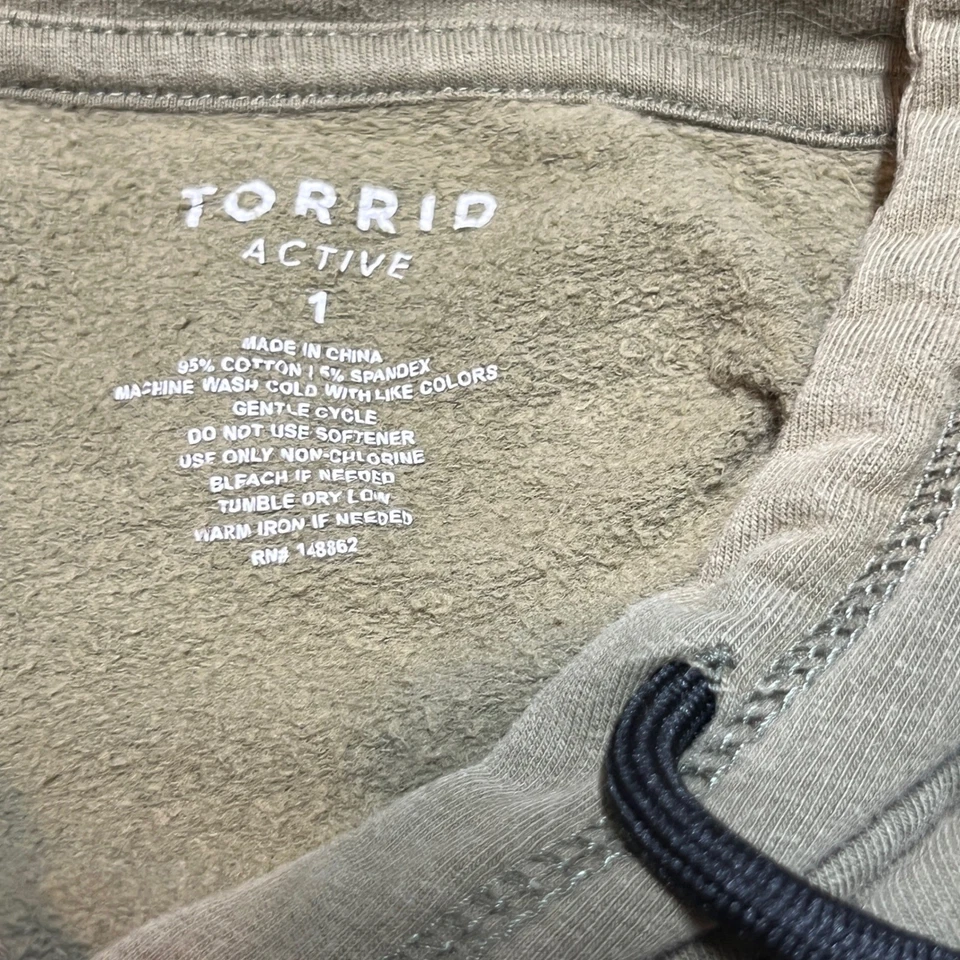 TORRID
ACTIVE
1
MADE IN CHINA
95% COTTON | 5% SPANDEX
MACHINE WASH COLD WITH LIKE COLORS
GENTLE CYCLE
DO NOT USE SOFTENER
USE ONLY NON-CHLORINE
BLEACH IF NEEDED
TUMBLE DRY LOW
WARM IRON IF NEEDED
RN# 148862